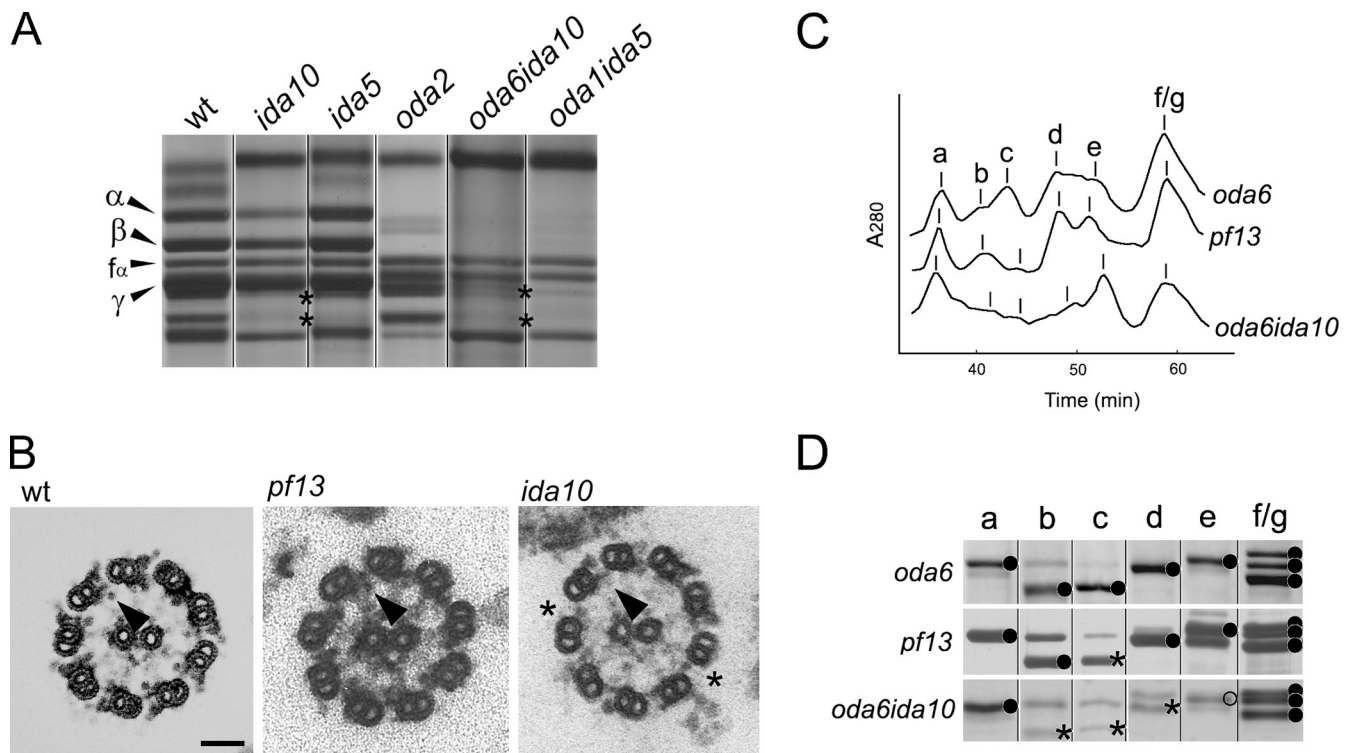 A
wt ida10 ida5 oda2 oda6ida10 oda1ida5
α
β
fα
γ
*
*
*
*
B
wt
pf13
ida10
*
*
C
f/g
a
b
c
d
e
oda6
pf13
oda6ida10
A280
40 50 60
Time (min)
D
a b c d e f/g
oda6
pf13
*
oda6ida10
* * *